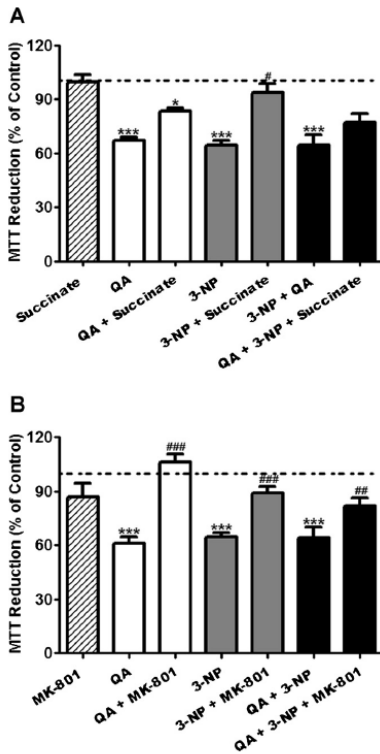 A
MTT Reduction (% of Control)
120
90
60
30
0
***
*
***
#
***
Succinate
QA
QA + Succinate
3-NP
3-NP + Succinate
3-NP + QA
QA + 3-NP + Succinate
B
MTT Reduction (% of Control)
120
90
60
30
0
***
###
***
###
***
##
MK-801
QA
QA + MK-801
3-NP
3-NP + MK-801
QA + 3-NP
QA + 3-NP + MK-801